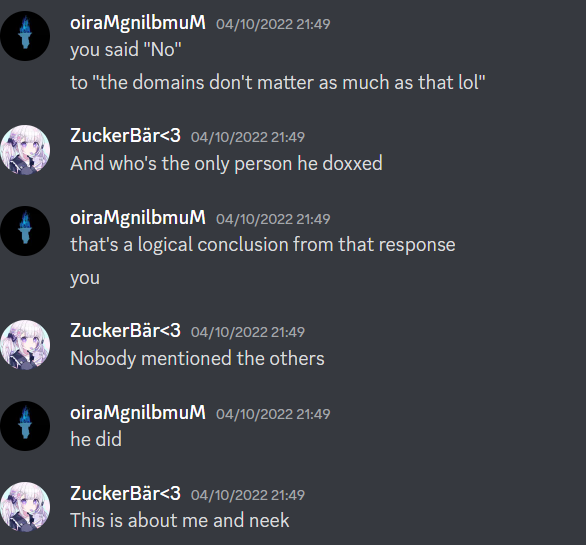 oiraMgnilbmuM 04/10/2022 21:49
you said "No"
to "the domains don't matter as much as that lol"
ZuckerBär<3 04/10/2022 21:49
And who's the only person he doxxed
oiraMgnilbmuM 04/10/2022 21:49
that's a logical conclusion from that response
you
ZuckerBär<3 04/10/2022 21:49
Nobody mentioned the others
oiraMgnilbmuM 04/10/2022 21:49
he did
ZuckerBär<3 04/10/2022 21:49
This is about me and neek